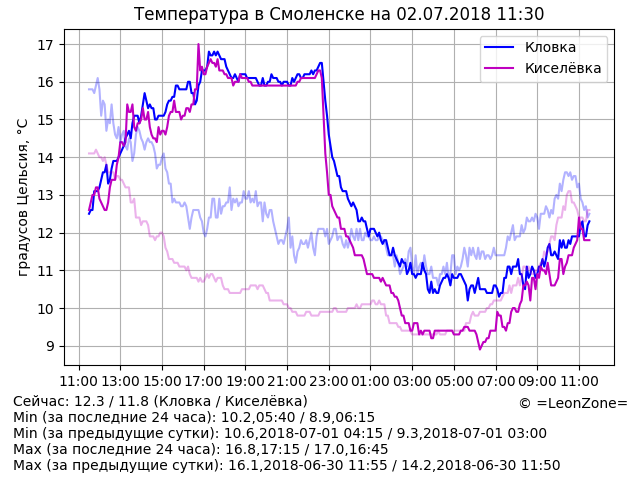 Температура в Смоленске на 02.07.2018 11:30
Кловка
Киселёвка
градусов Цельсия, °C
17
16
15
14
13
12
11
10
9
11:00 13:00 15:00 17:00 19:00 21:00 23:00 01:00 03:00 05:00 07:00 09:00 11:00
Сейчас: 12.3 / 11.8 (Кловка / Киселёвка)
© =LeonZone=
Min (за последние 24 часа): 10.2,05:40 / 8.9,06:15
Min (за предыдущие сутки): 10.6,2018-07-01 04:15 / 9.3,2018-07-01 03:00
Max (за последние 24 часа): 16.8,17:15 / 17.0,16:45
Max (за предыдущие сутки): 16.1,2018-06-30 11:55 / 14.2,2018-06-30 11:50